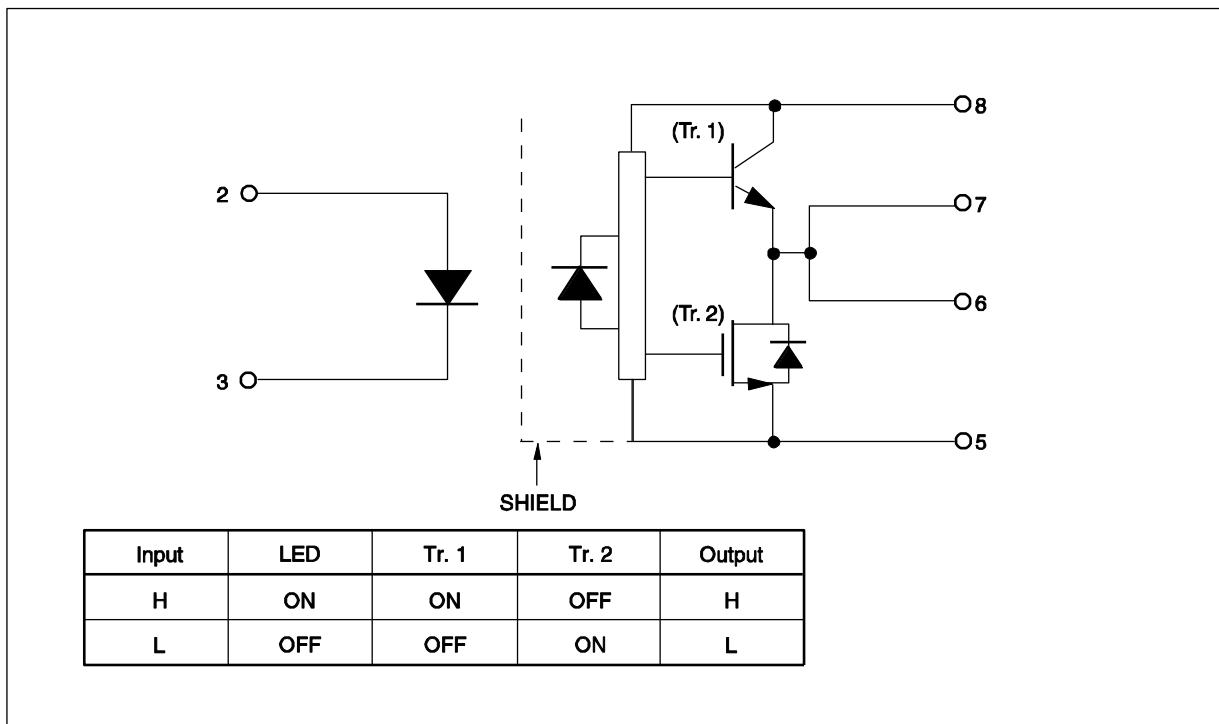 8
(Tr. 1)
2
7
6
(Tr. 2)
3
5
SHIELD
Input LED Tr. 1 Tr. 2 Output
H ON ON OFF H
L OFF OFF ON L